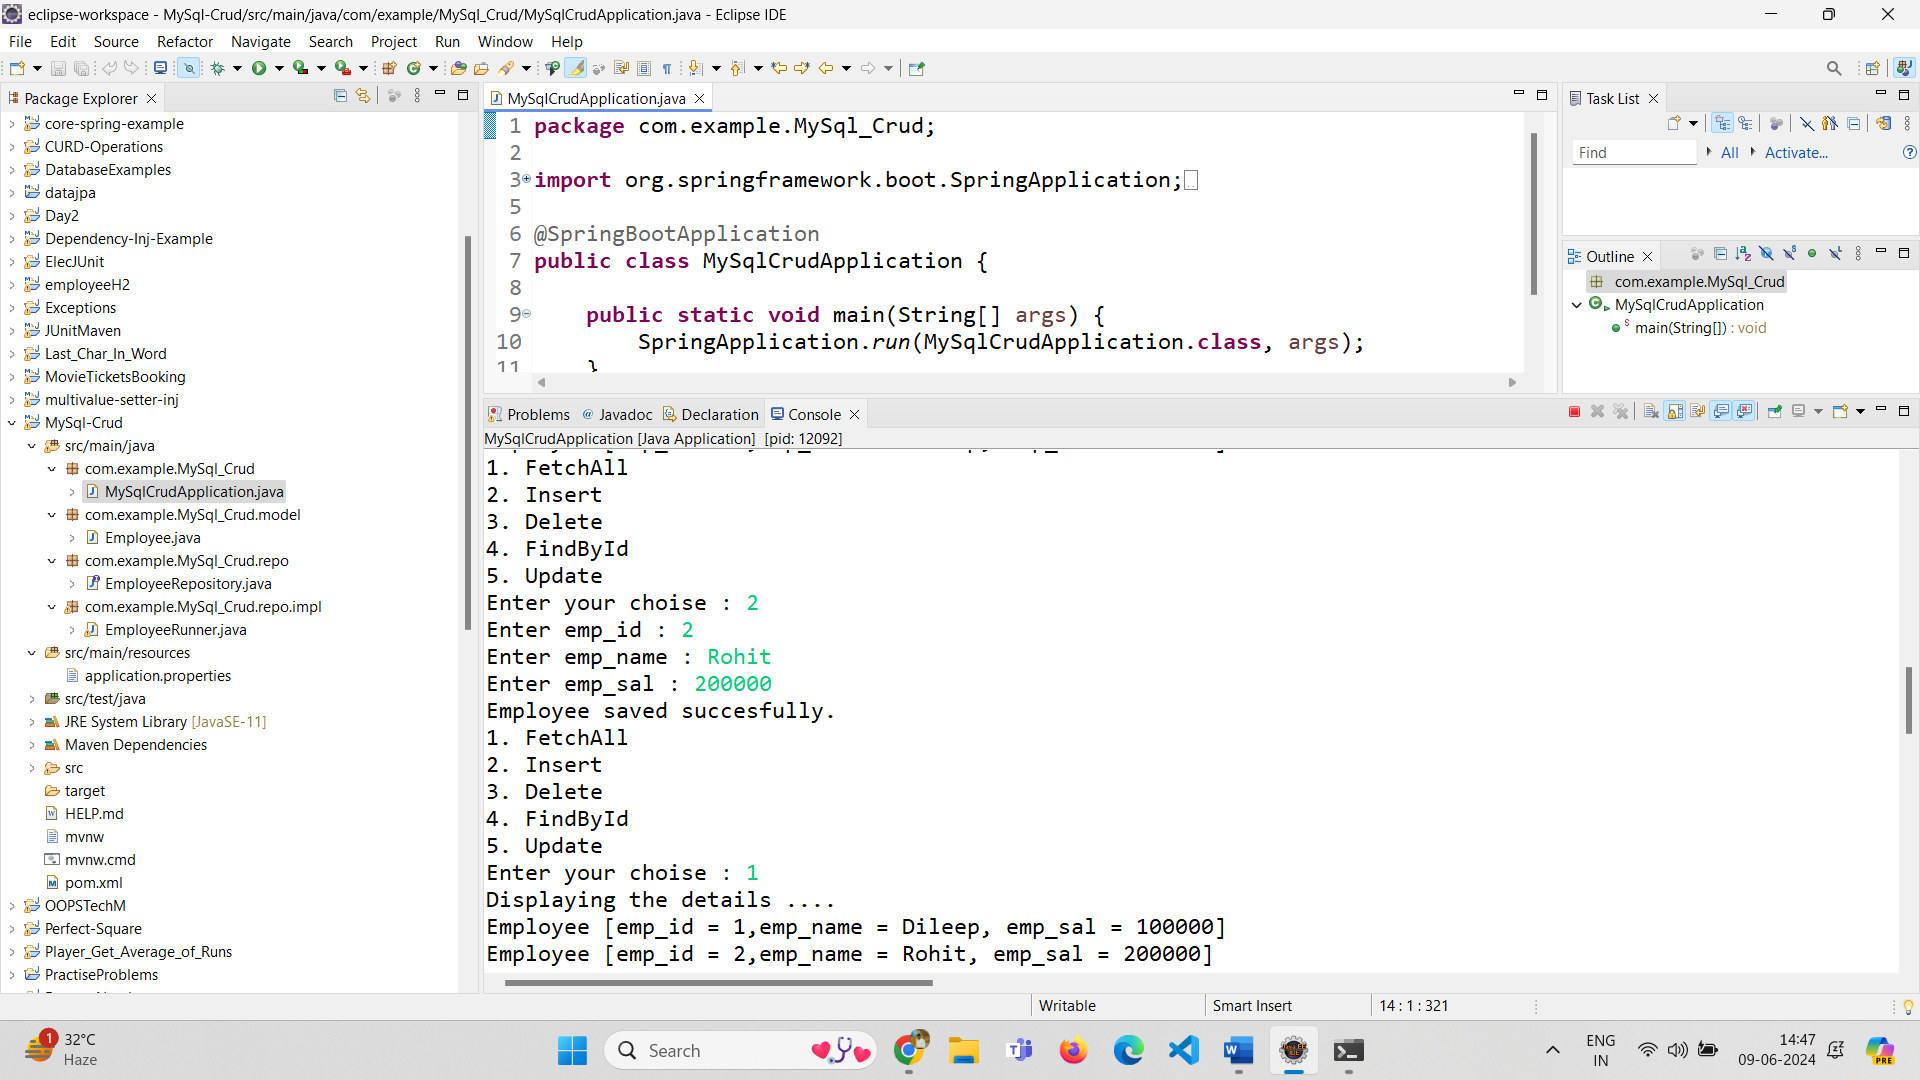 eclipse-workspace - MySql-Crud/src/main/java/com/example/MySql_Crud/MySqlCrudApplication.java - Eclipse IDE
File Edit Source Refactor Navigate Search Project Run Window Help
Package Explorer
core-spring-example
CURD-Operations
DatabaseExamples
datajpa
Day2
Dependency-Inj-Example
ElecJUnit
employeeH2
Exceptions
JUnitMaven
Last_Char_In_Word
MovieTicketsBooking
multivalue-setter-inj
MySql-Crud
src/main/java
com.example.MySql_Crud
MySqlCrudApplication.java
com.example.MySql_Crud.model
Employee.java
com.example.MySql_Crud.repo
EmployeeRepository.java
com.example.MySql_Crud.repo.impl
EmployeeRunner.java
src/main/resources
application.properties
src/test/java
JRE System Library [JavaSE-11]
Maven Dependencies
src
target
HELP.md
mvnw
mvnw.cmd
pom.xml
OOPSTechM
Perfect-Square
Player_Get_Average_of_Runs
PractiseProblems
MySqlCrudApplication.java
1 package com.example.MySql_Crud;
2
3 import org.springframework.boot.SpringApplication;
5
6 @SpringBootApplication
7 public class MySqlCrudApplication {
8
9 public static void main(String[] args) {
10 SpringApplication.run(MySqlCrudApplication.class, args);
11 }
Task List
Find All Activate...
Outline
com.example.MySql_Crud
MySqlCrudApplication
main(String[]) : void
Problems Javadoc Declaration Console
MySqlCrudApplication [Java Application] [pid: 12092]
1. FetchAll
2. Insert
3. Delete
4. FindById
5. Update
Enter your choise : 2
Enter emp_id : 2
Enter emp_name : Rohit
Enter emp_sal : 200000
Employee saved succesfully.
1. FetchAll
2. Insert
3. Delete
4. FindById
5. Update
Enter your choise : 1
Displaying the details ....
Employee [emp_id = 1,emp_name = Dileep, emp_sal = 100000]
Employee [emp_id = 2,emp_name = Rohit, emp_sal = 200000]
Writable Smart Insert 14 : 1 : 321
1
32°C
Haze
Search
ENG
IN
14:47
09-06-2024
PRE